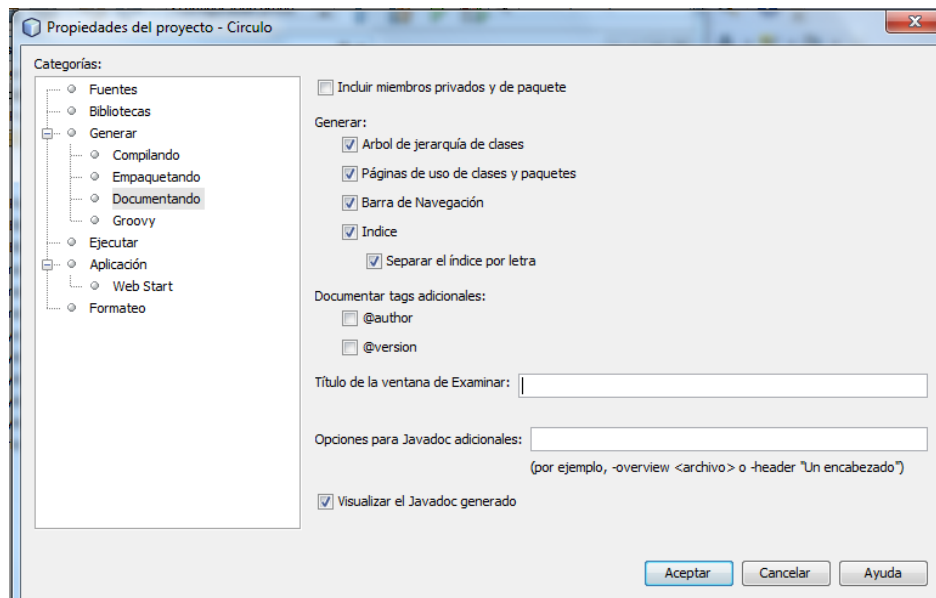 Propiedades del proyecto - Circulo
Categorías:
Fuentes
Bibliotecas
Generar
Compilando
Empaquetando
Documentando
Groovy
Ejecutar
Aplicación
Web Start
Formateo
Incluir miembros privados y de paquete
Generar:
Arbol de jerarquía de clases
Páginas de uso de clases y paquetes
Barra de Navegación
Indice
Separar el índice por letra
Documentar tags adicionales:
@author
@version
Título de la ventana de Examinar:
Opciones para Javadoc adicionales:
(por ejemplo, -overview <archivo> o -header "Un encabezado")
Visualizar el Javadoc generado
Aceptar Cancelar Ayuda